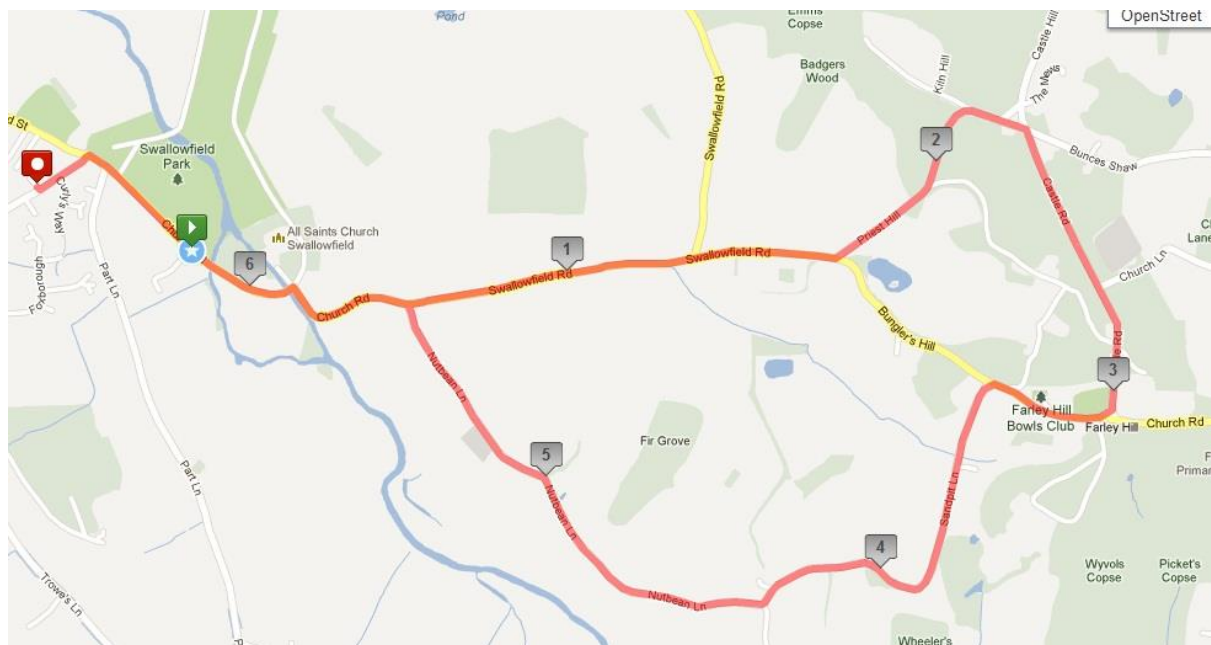 OpenStreet
Pond
Emms
Copse
Castle Hill
Badgers
Wood
Kiln Hill
The Mews
d St
Swallowfield
Park
Curly's Way
2
Bunces Shaw
Swallowfield Rd
Castle Rd
Priest Hill
All Saints Church
Swallowfield
6
1
Swallowfield Rd
Swallowfield Rd
Church Ln
Lane
Foxborough
Part Ln
Church Rd
Bungler's Hill
Nutbean Ln
3
Farley Hill
Bowls Club
Farley Hill
Church Rd
Fir Grove
5
Primar
Part Ln
Nutbean Ln
Sandpit Ln
4
Wyvols
Copse
Picket's
Copse
Trowe's Ln
Nutbean Ln
Wheeler's